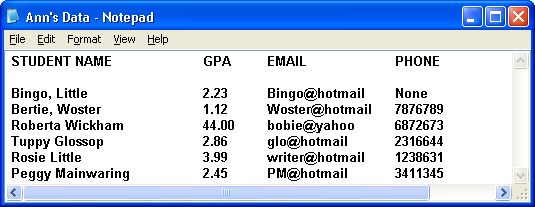 Ann's Data - Notepad
File Edit Format View Help
STUDENT NAME GPA EMAIL PHONE
Bingo, Little 2.23 Bingo@hotmail None
Bertie, Woster 1.12 Woster@hotmail 7876789
Roberta Wickham 44.00 bobie@yahoo 6872673
Tuppy Glossop 2.86 glo@hotmail 2316644
Rosie Little 3.99 writer@hotmail 1238631
Peggy Mainwaring 2.45 PM@hotmail 3411345